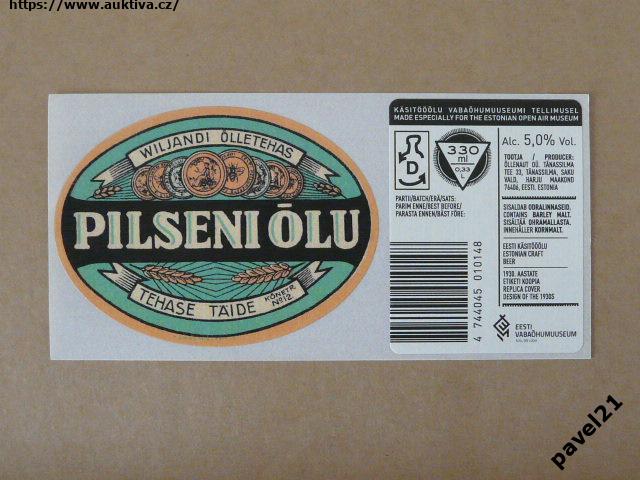 https://www.auktiva.cz/
WILJANDI ÕLLETEHAS
PILSENI ÕLU
TEHASE TÄIDE
KÕNETR.
No 12.
KÄSITÖÖÕLU VABAÕHUMUUSEUMI TELLIMUSEL
MADE ESPECIALLY FOR THE ESTONIAN OPEN AIR MUSEUM
D
330
ml
0,33
PARTII/BATCH/ERÄ/SATS:
PARIM ENNE/BEST BEFORE/
PARASTA ENNEN/BÄST FÖRE:
4 744045 010148
Alc. 5,0% Vol.
TOOTJA / PRODUCER:
ÕLLENAUT OÜ. TÄNASSILMA
TEE 33, TÄNASSILMA, SAKU
VALD, HARJU MAAKOND
76406, EESTI. ESTONIA
SISALDAB ODRALINNASEID.
CONTAINS BARLEY MALT.
SISÄLTÄÄ OHRAMALLASTA.
INNEHÅLLER KORNMALT.
EESTI KÄSITÖÖÕLU
ESTONIAN CRAFT
BEER
1930. AASTATE
ETIKETI KOOPIA
REPLICA COVER
DESIGN OF THE 1930S
EESTI
VABAÕHUMUUSEUM
pavel21